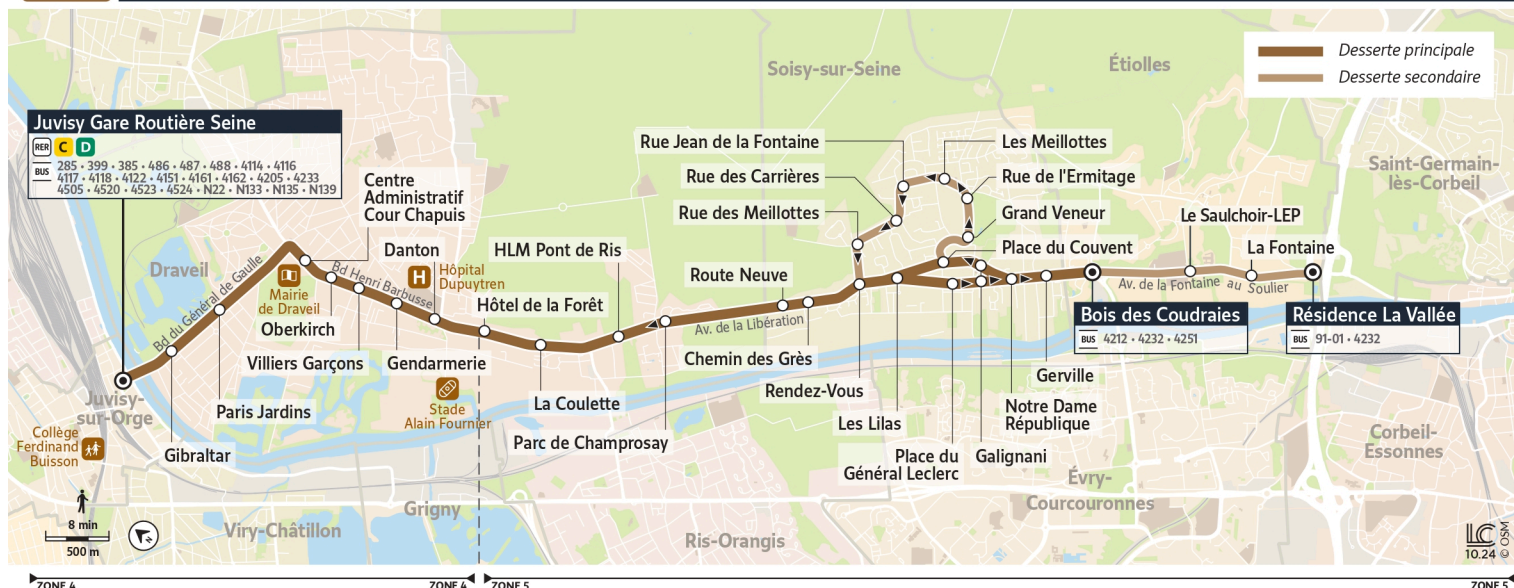 Desserte principale
Desserte secondaire
Soisy-sur-Seine
Étiolles
Saint-Germain-
lès-Corbeil
Juvisy Gare Routière Seine
RER C D
BUS
285 • 399 • 385 • 486 • 487 • 488 • 4114 • 4116
4117 • 4118 • 4122 • 4151 • 4161 • 4162 • 4205 • 4233
4505 • 4520 • 4523 • 4524 • N22 • N133 • N135 • N139
Centre
Administratif
Cour Chapuis
Danton
HLM Pont de Ris
Hôtel de la Forêt
Route Neuve
Rue Jean de la Fontaine
Rue des Carrières
Rue des Meillottes
Les Meillottes
Rue de l'Ermitage
Grand Veneur
Place du Couvent
Le Saulchoir-LEP
La Fontaine
Draveil
Bd du Général de Gaulle
Mairie
de Draveil
Bd Henri Barbusse
H
Hôpital
Dupuytren
Oberkirch
Villiers Garçons
Gendarmerie
Av. de la Libération
Av. de la Fontaine au Soulier
Bois des Coudraies
BUS 4212 • 4232 • 4251
Résidence La Vallée
BUS 91-01 • 4232
Chemin des Grès
Rendez-Vous
Les Lilas
Place du
Général Leclerc
Galignani
Notre Dame
République
Gerville
Juvisy-
sur-Orge
Paris Jardins
Gibraltar
Stade
Alain Fournier
La Coulette
Parc de Champrosay
Collège
Ferdinand
Buisson
Corbeil-
Essonnes
Évry-
Courcouronnes
Grigny
Viry-Châtillon
Ris-Orangis
8 min
500 m
LC
10.24 © OSM
ZONE 4
ZONE 4
ZONE 5
ZONE 5